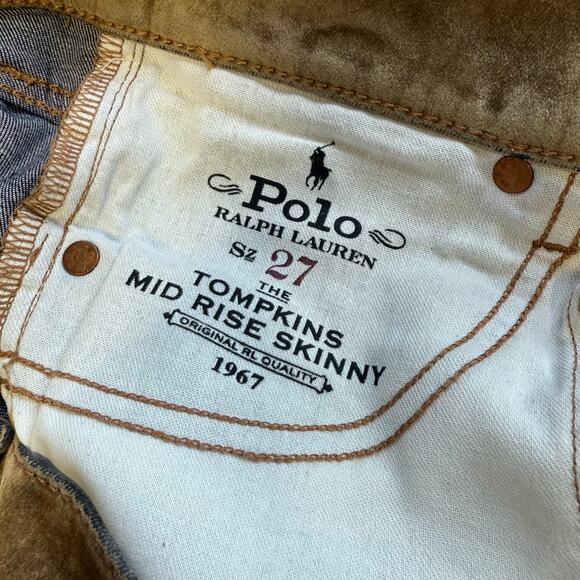 Polo
RALPH LAUREN
Sz 27
THE
TOMPKINS
MID RISE SKINNY
ORIGINAL RL QUALITY
1967